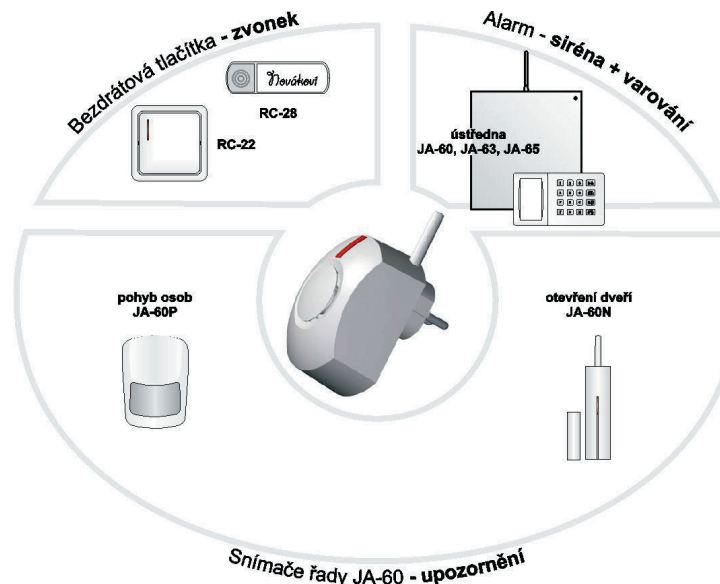 Bezdrátová tlačítka - zvonek
Novákovi
RC-28
RC-22
Alarm - siréna + varování
ústředna
JA-60, JA-63, JA-65
pohyb osob
JA-60P
otevření dveří
JA-60N
Snímače řady JA-60 - upozornění